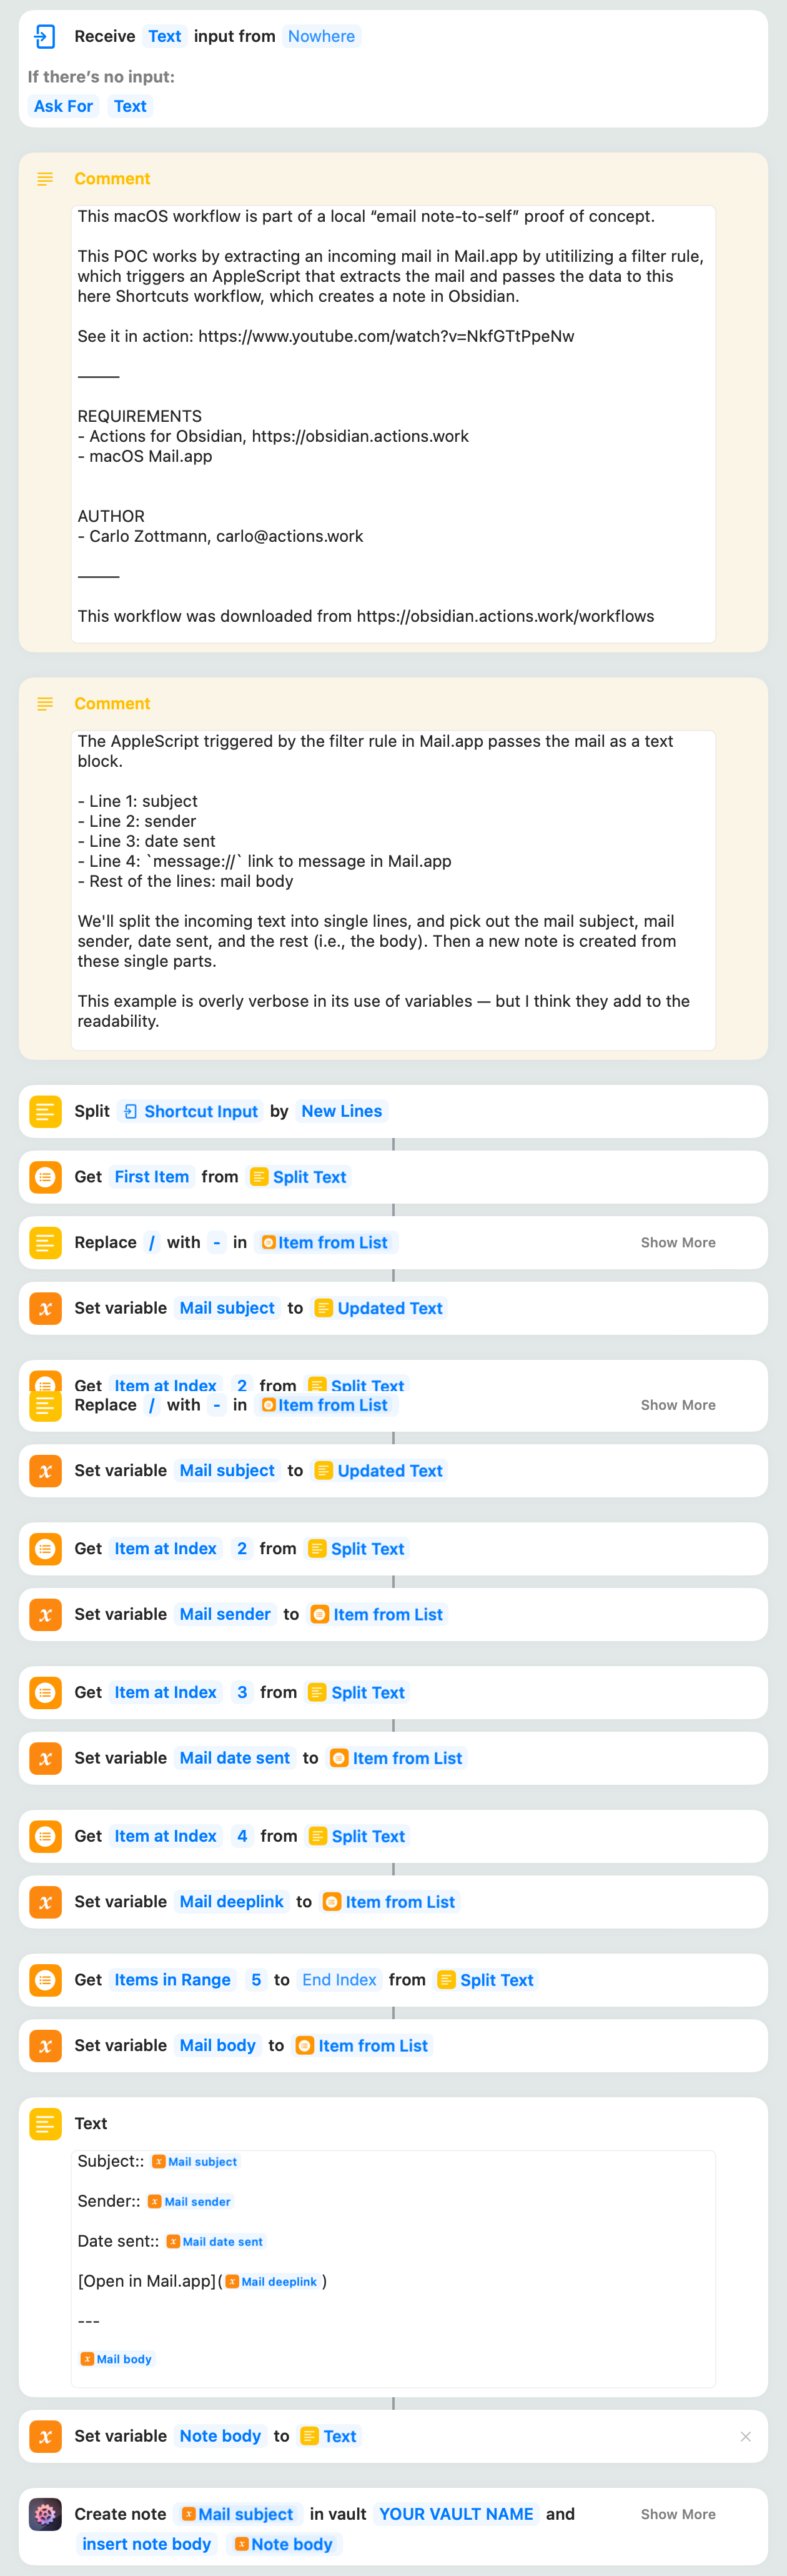 Receive Text input from Nowhere
If there’s no input:
Ask For Text
Comment
This macOS workflow is part of a local “email note-to-self” proof of concept.
This POC works by extracting an incoming mail in Mail.app by utitilizing a filter rule,
which triggers an AppleScript that extracts the mail and passes the data to this
here Shortcuts workflow, which creates a note in Obsidian.
See it in action: https://www.youtube.com/watch?v=NkfGTtPpeNw
———
REQUIREMENTS
- Actions for Obsidian, https://obsidian.actions.work
- macOS Mail.app
AUTHOR
- Carlo Zottmann, carlo@actions.work
———
This workflow was downloaded from https://obsidian.actions.work/workflows
Comment
The AppleScript triggered by the filter rule in Mail.app passes the mail as a text
block.
- Line 1: subject
- Line 2: sender
- Line 3: date sent
- Line 4: `message://` link to message in Mail.app
- Rest of the lines: mail body
We'll split the incoming text into single lines, and pick out the mail subject, mail
sender, date sent, and the rest (i.e., the body). Then a new note is created from
these single parts.
This example is overly verbose in its use of variables — but I think they add to the
readability.
Split Shortcut Input by New Lines
Get First Item from Split Text
Replace / with - in Item from List Show More
Set variable Mail subject to Updated Text
Get Item at Index 2 from Split Text
Replace / with - in Item from List Show More
Set variable Mail subject to Updated Text
Get Item at Index 2 from Split Text
Set variable Mail sender to Item from List
Get Item at Index 3 from Split Text
Set variable Mail date sent to Item from List
Get Item at Index 4 from Split Text
Set variable Mail deeplink to Item from List
Get Items in Range 5 to End Index from Split Text
Set variable Mail body to Item from List
Text
Subject:: Mail subject
Sender:: Mail sender
Date sent:: Mail date sent
[Open in Mail.app](Mail deeplink)
---
Mail body
Set variable Note body to Text
Create note Mail subject in vault YOUR VAULT NAME and Show More
insert note body Note body